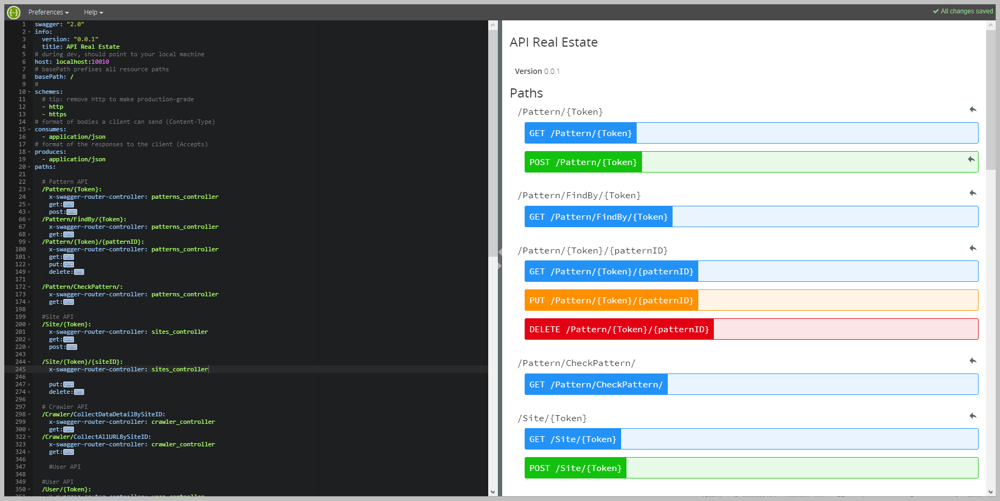 Preferences Help All changes saved
1 swagger: "2.0"
2 info:
3 version: "0.0.1"
4 title: API Real Estate
5 # during dev, should point to your local machine
6 host: localhost:10010
7 # basePath prefixes all resource paths
8 basePath: /
9 #
10 schemes:
11 # tip: remove http to make production-grade
12 - http
13 - https
14 # format of bodies a client can send (Content-Type)
15 consumes:
16 - application/json
17 # format of the responses to the client (Accepts)
18 produces:
19 - application/json
20 paths:
21
22 # Pattern API
23 /Pattern/{Token}:
24 x-swagger-router-controller: patterns_controller
25 get:
43 post:
66 /Pattern/FindBy/{Token}:
67 x-swagger-router-controller: patterns_controller
68 get:
99 /Pattern/{Token}/{patternID}:
100 x-swagger-router-controller: patterns_controller
101 get:
122 put:
149 delete:
171
172 /Pattern/CheckPattern/:
173 x-swagger-router-controller: patterns_controller
174 get:
198
199 #Site API
200 /Site/{Token}:
201 x-swagger-router-controller: sites_controller
202 get:
220 post:
243
244 /Site/{Token}/{siteID}:
245 x-swagger-router-controller: sites_controller
246
247 put:
274 delete:
296
297 # Crawler API
298 /Crawler/CollectDataDetailBySiteID:
299 x-swagger-router-controller: crawler_controller
300 get:
322 /Crawler/CollectAllURLBySiteID:
323 x-swagger-router-controller: crawler_controller
324 get:
346
347 #User API
348
349 #User API
350 /User/{Token}:
API Real Estate
Version 0.0.1
Paths
/Pattern/{Token}
GET /Pattern/{Token}
POST /Pattern/{Token}
/Pattern/FindBy/{Token}
GET /Pattern/FindBy/{Token}
/Pattern/{Token}/{patternID}
GET /Pattern/{Token}/{patternID}
PUT /Pattern/{Token}/{patternID}
DELETE /Pattern/{Token}/{patternID}
/Pattern/CheckPattern/
GET /Pattern/CheckPattern/
/Site/{Token}
GET /Site/{Token}
POST /Site/{Token}